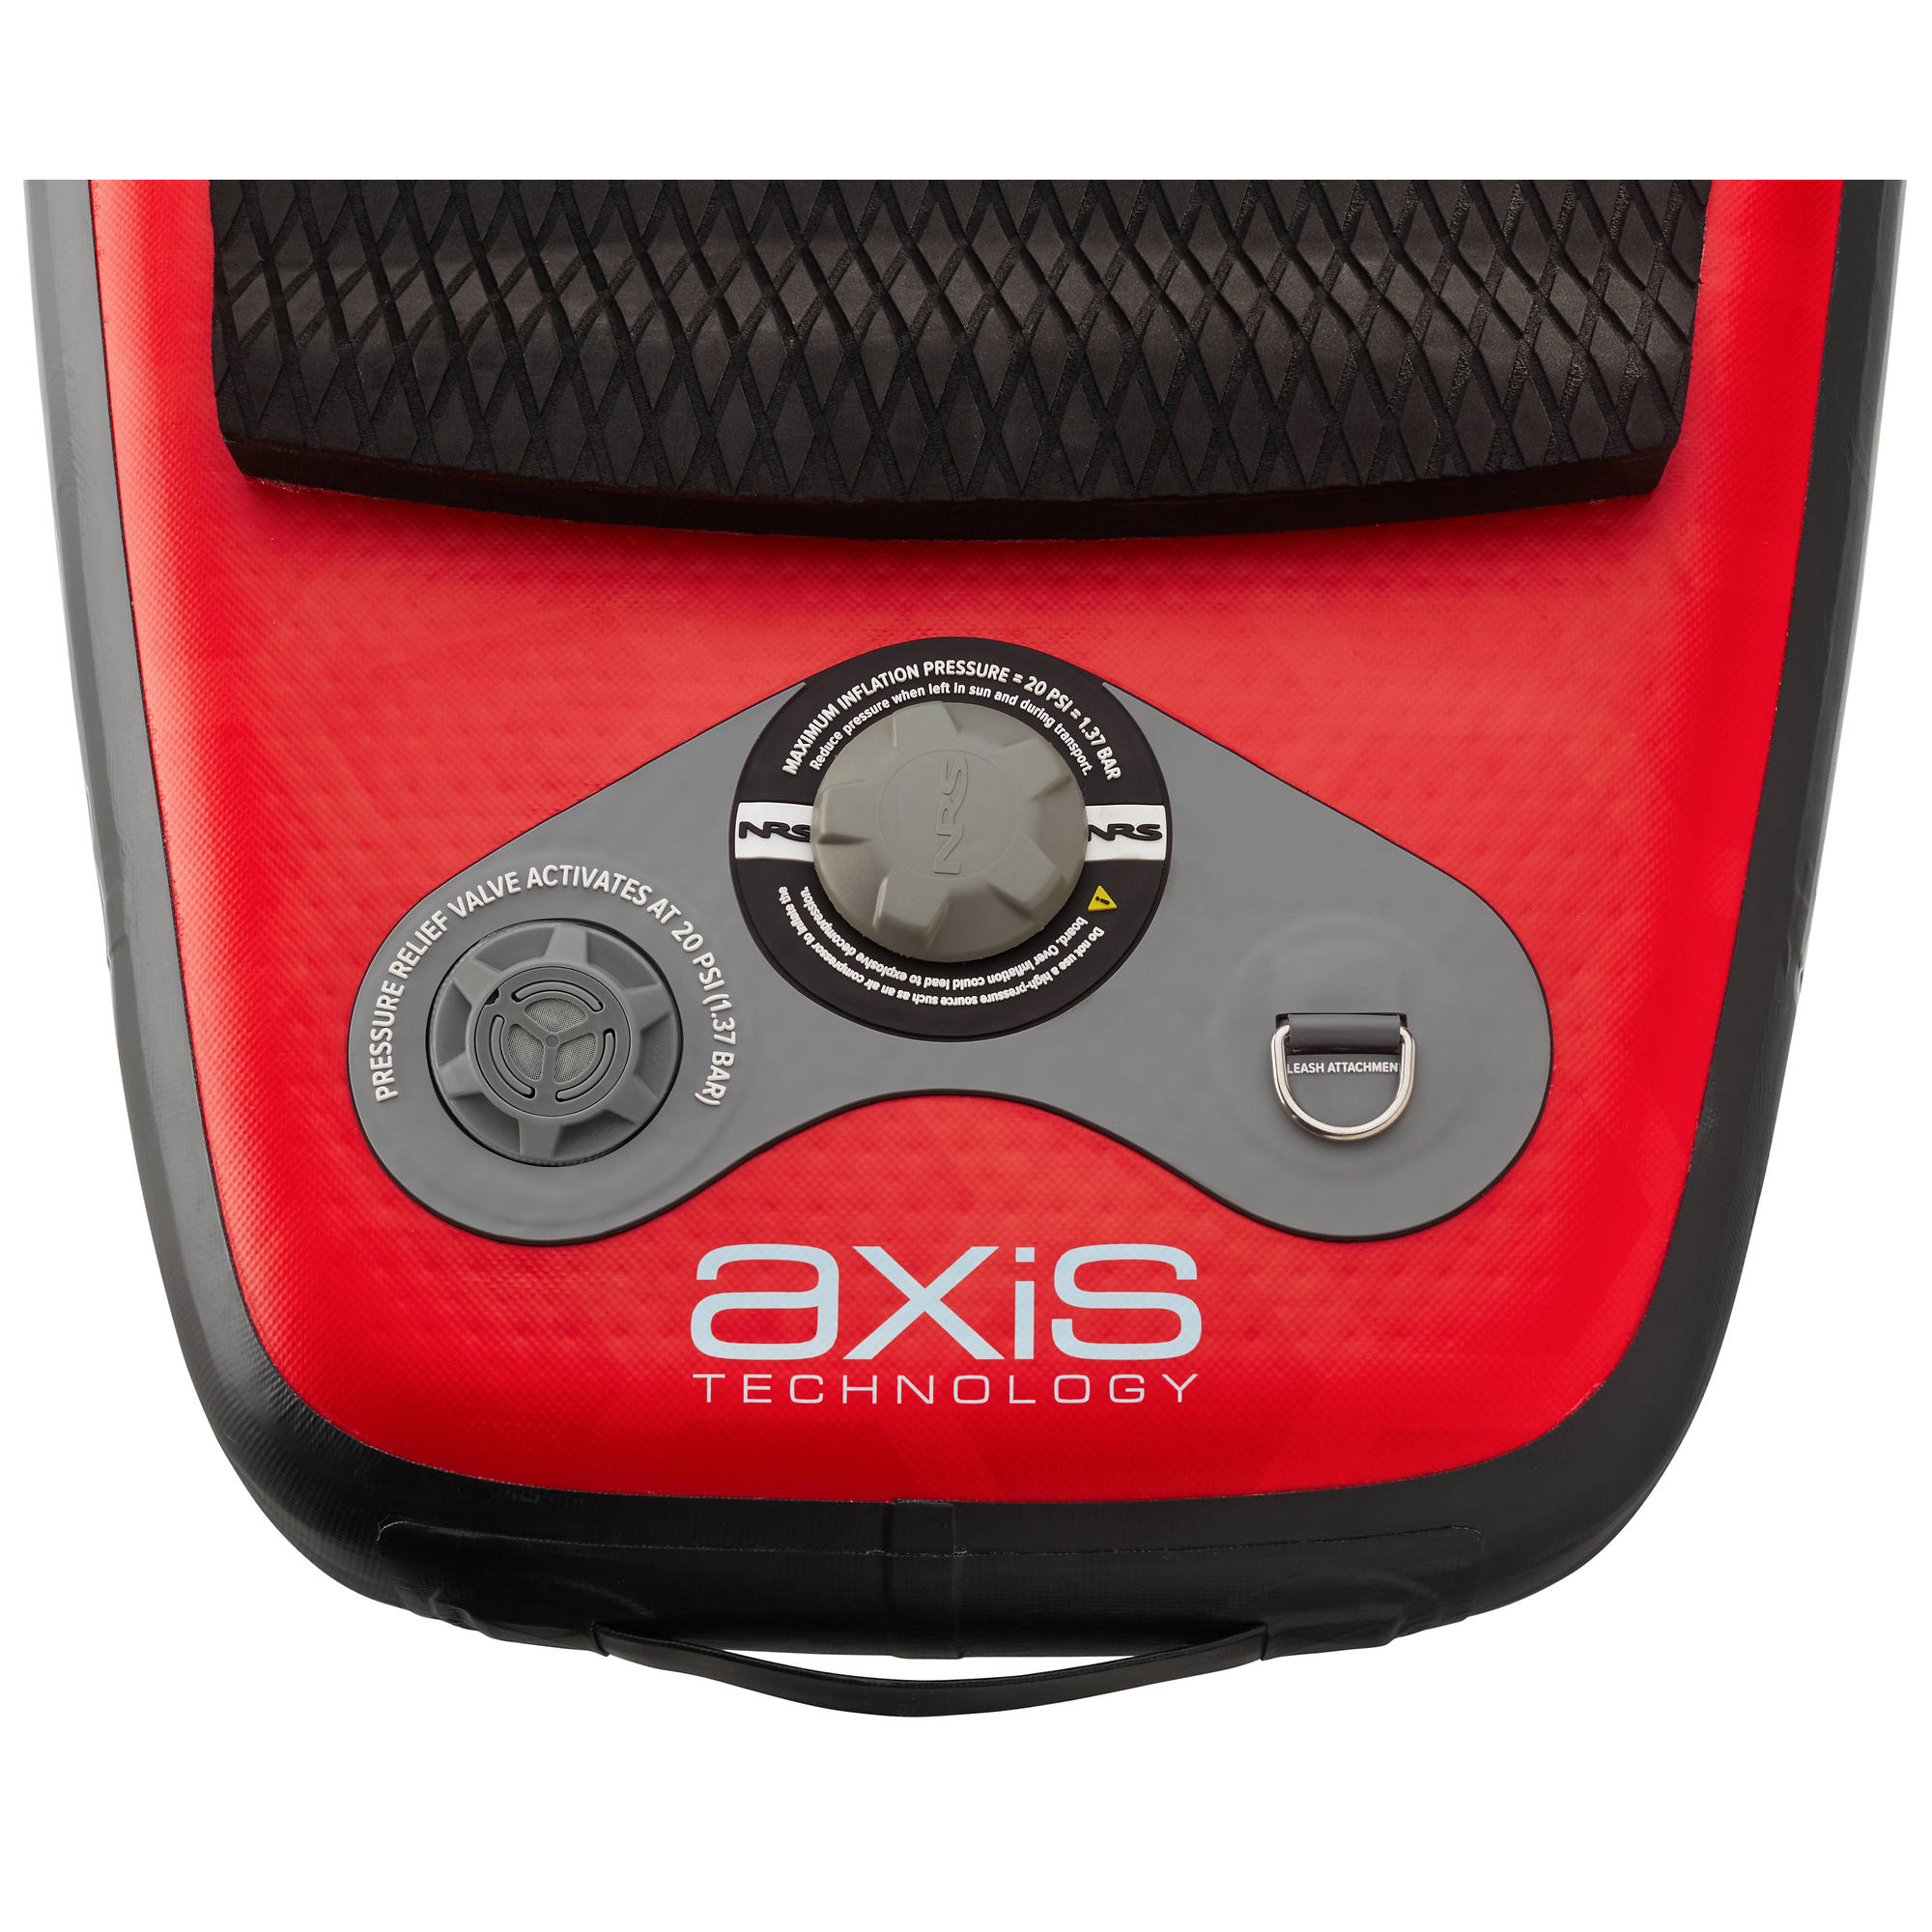 MAXIMUM INFLATION PRESSURE = 20 PSI = 1.37 BAR
Reduce pressure when left in sun and during transport.
NRS
NRS
NRS
Do not use a high-pressure source such as an air compressor to inflate the
board. Over inflation could lead to explosive decompression.
PRESSURE RELIEF VALVE ACTIVATES AT 20 PSI (1.37 BAR)
LEASH ATTACHMENT
axis
TECHNOLOGY